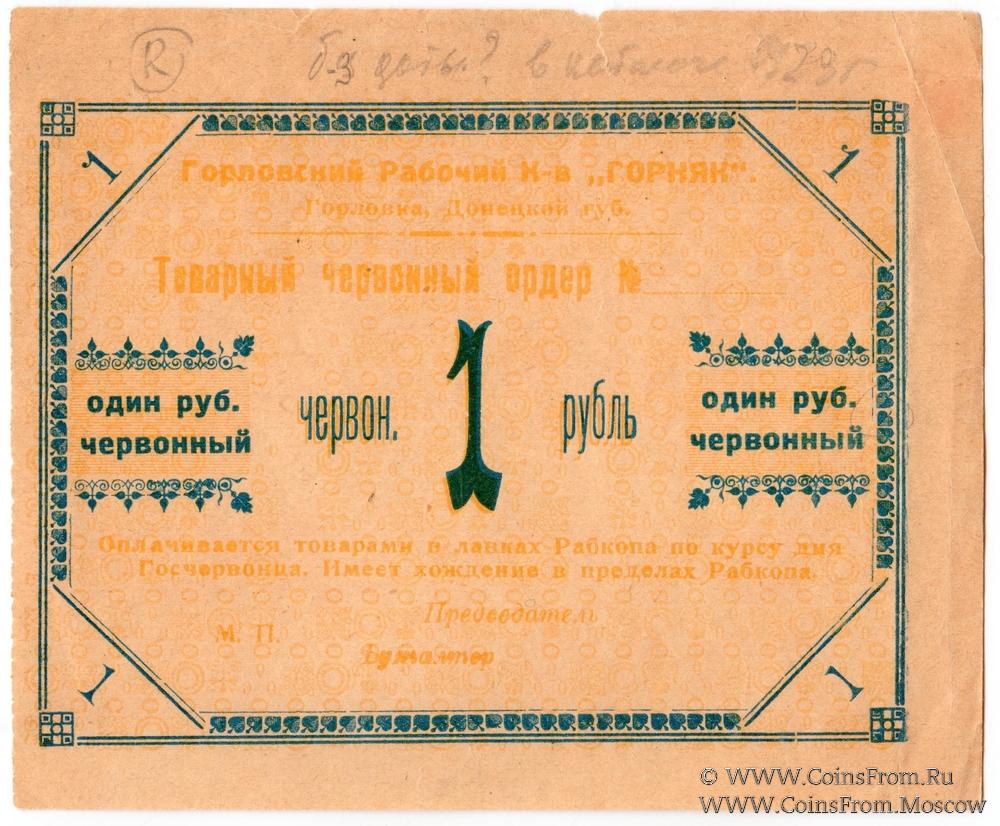 R
1 1
Горловский Рабочий К-в „ГОРНЯК".
Горловка, Донецкой губ.
Товарный червонный ордер №
один руб.
червонный
червон. 1 рубль
один руб.
червонный
Оплачивается товарами в лавках Рабкопа по курсу дня
Госчервонца. Имеет хождение в пределах Рабкопа.
Председатель
М. П.
Бухгалтер
1 1
© WWW.CoinsFrom.Ru
WWW.CoinsFrom.Moscow